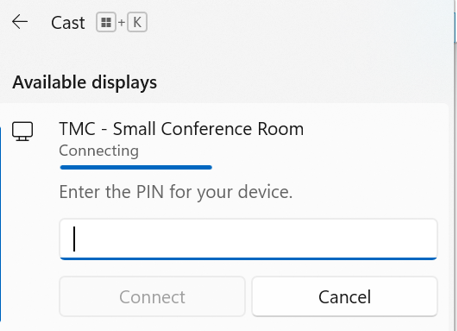 Cast + K
Available displays
TMC - Small Conference Room
Connecting
Enter the PIN for your device.
Connect Cancel